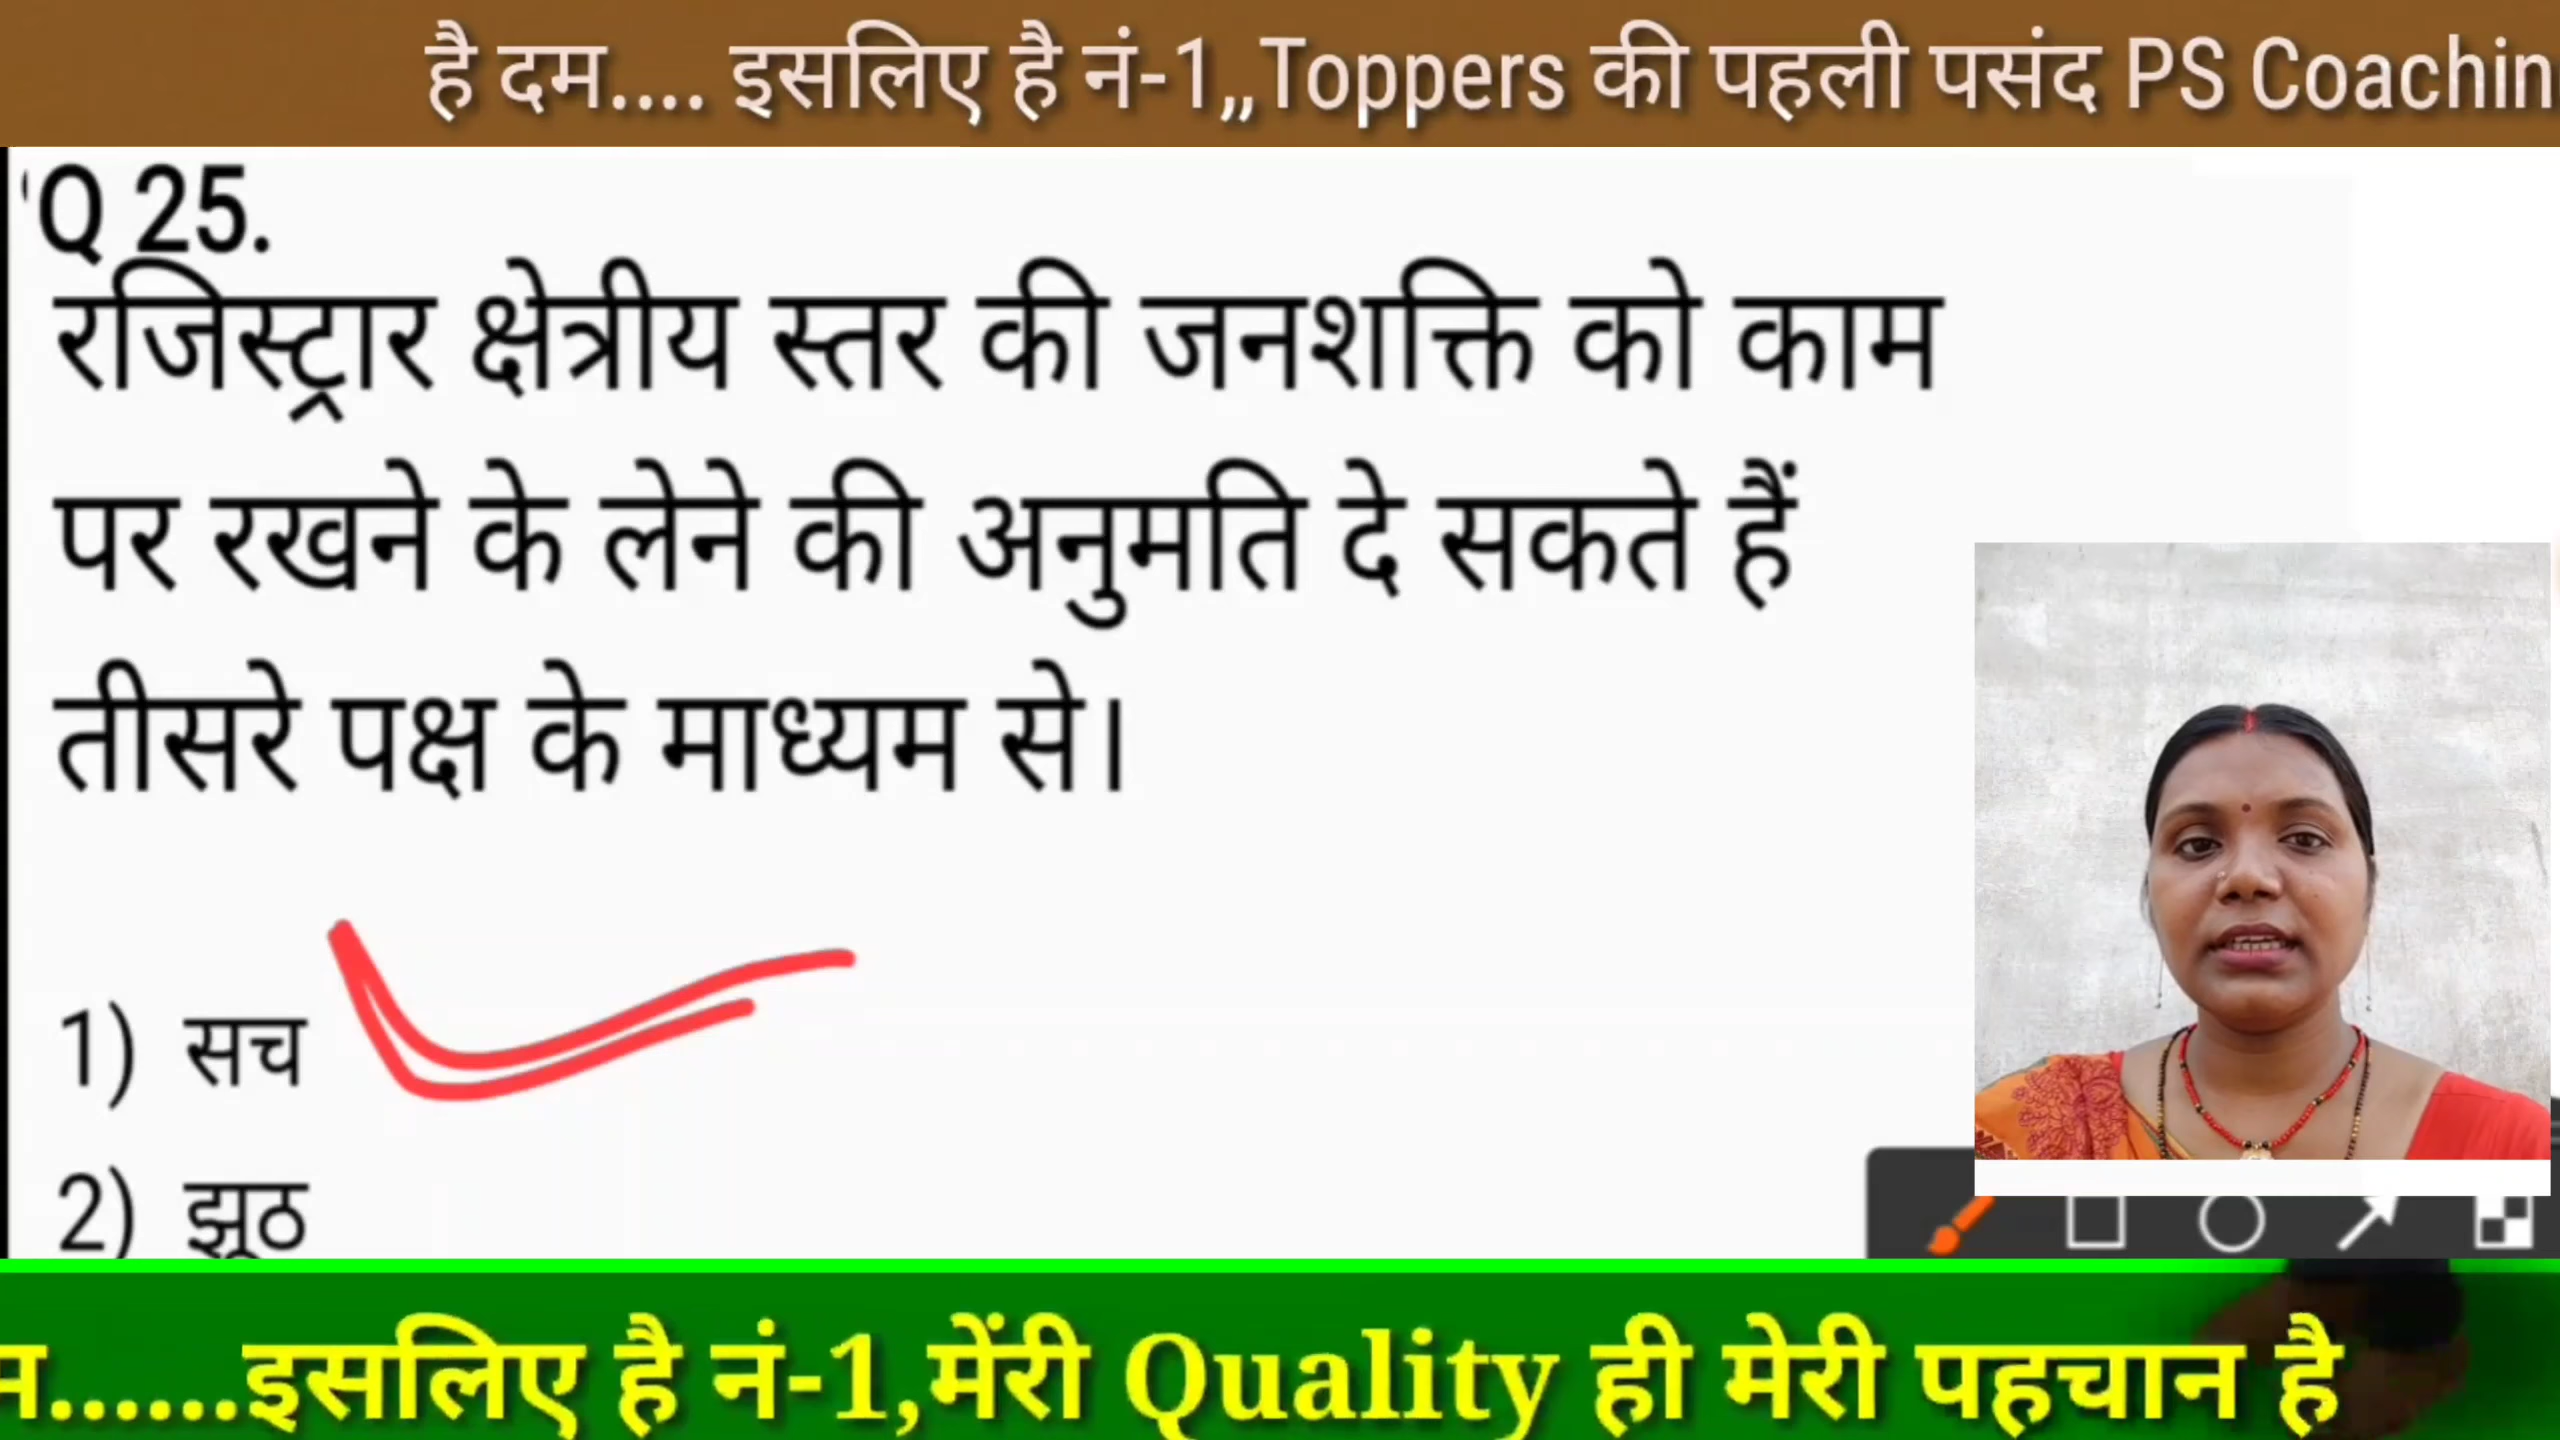 है दम.... इसलिए है नं-1,,Toppers की पहली पसंद PS Coachin
Q 25.
रजिस्ट्रार क्षेत्रीय स्तर की जनशक्ति को काम
पर रखने के लेने की अनुमति दे सकते हैं
तीसरे पक्ष के माध्यम से।
1) सच
2) झूठ
म......इसलिए है नं-1,मेंरी Quality ही मेरी पहचान है